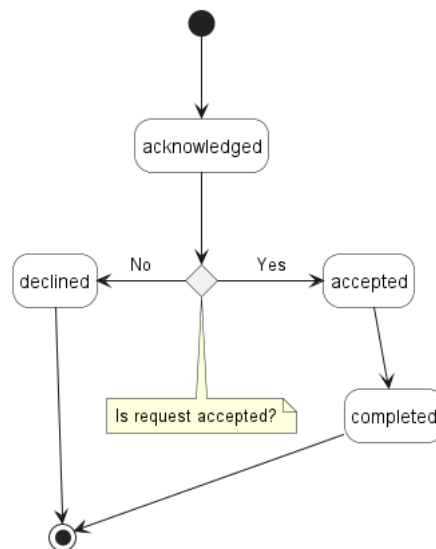 acknowledged
No
Yes
declined
accepted
Is request accepted?
completed